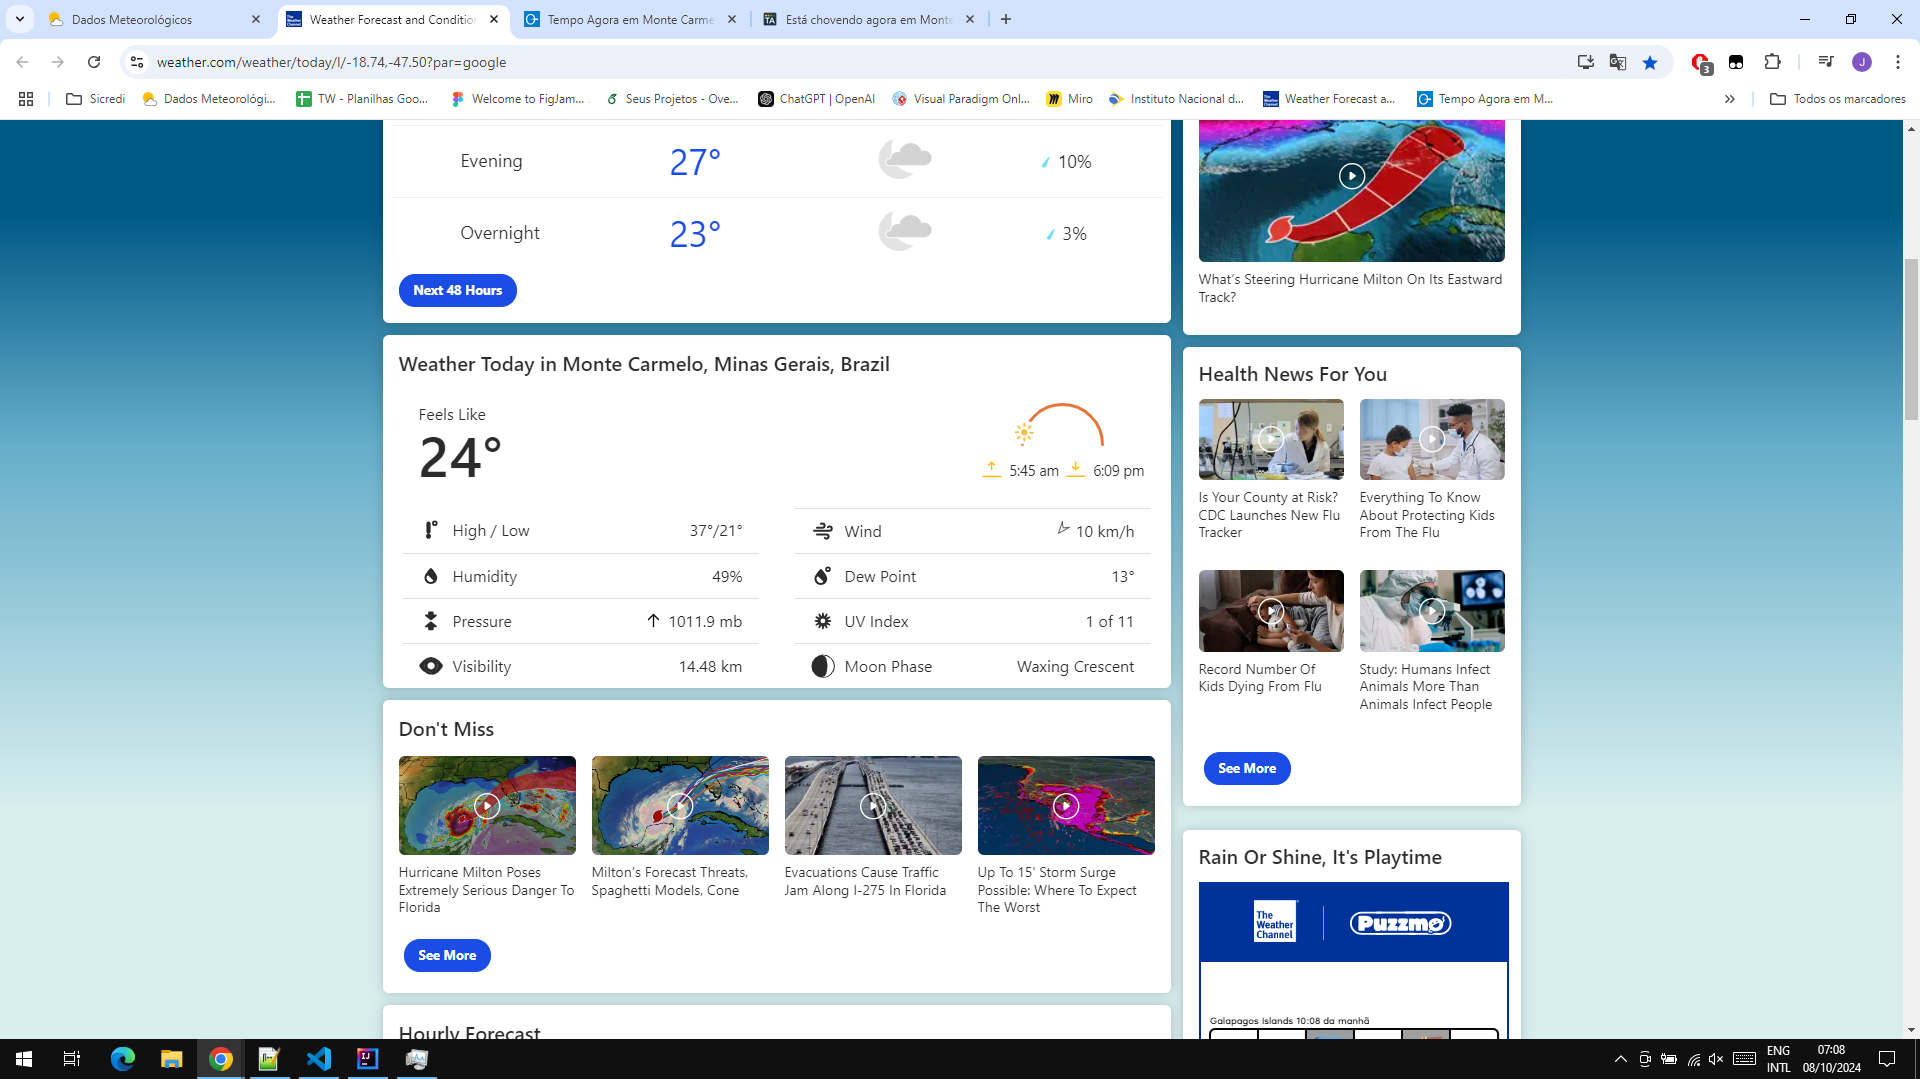 Dados Meteorológicos
Weather Forecast and Conditio
Tempo Agora em Monte Carme
Está chovendo agora em Monte
weather.com/weather/today/l/-18.74,-47.50?par=google
3
J
Sicredi
Dados Meteorológi...
TW - Planilhas Goo...
Welcome to FigJam...
Seus Projetos - Ove...
ChatGPT | OpenAI
Visual Paradigm Onl...
Miro
Instituto Nacional d...
Weather Forecast a...
Tempo Agora em M...
Todos os marcadores
Evening
27°
10%
Overnight
23°
3%
Next 48 Hours
What's Steering Hurricane Milton On Its Eastward
Track?
Weather Today in Monte Carmelo, Minas Gerais, Brazil
Feels Like
24°
5:45 am
6:09 pm
High / Low
37°/21°
Wind
10 km/h
Humidity
49%
Dew Point
13°
Pressure
1011.9 mb
UV Index
1 of 11
Visibility
14.48 km
Moon Phase
Waxing Crescent
Health News For You
Is Your County at Risk?
CDC Launches New Flu
Tracker
Everything To Know
About Protecting Kids
From The Flu
Record Number Of
Kids Dying From Flu
Study: Humans Infect
Animals More Than
Animals Infect People
See More
Don't Miss
Hurricane Milton Poses
Extremely Serious Danger To
Florida
Milton's Forecast Threats,
Spaghetti Models, Cone
Evacuations Cause Traffic
Jam Along I-275 In Florida
Up To 15' Storm Surge
Possible: Where To Expect
The Worst
See More
Rain Or Shine, It's Playtime
The
Weather
Channel
Puzzmo
Galapagos Islands 10:08 da manhã
Hourly Forecast
ENG
INTL
07:08
08/10/2024